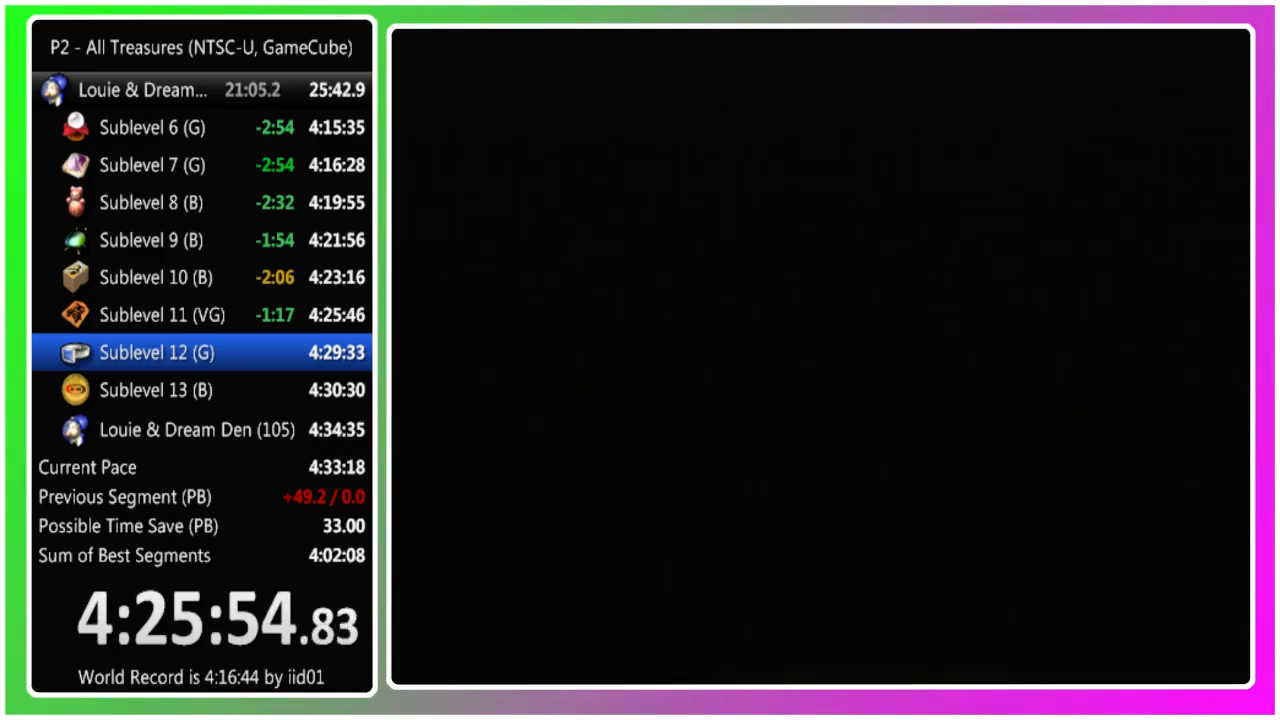 P2 - All Treasures (NTSC-U, GameCube)
Louie & Dream... 21:05.2 25:42.9
Sublevel 6 (G) -2:54 4:15:35
Sublevel 7 (G) -2:54 4:16:28
Sublevel 8 (B) -2:32 4:19:55
Sublevel 9 (B) -1:54 4:21:56
Sublevel 10 (B) -2:06 4:23:16
Sublevel 11 (VG) -1:17 4:25:46
Sublevel 12 (G) 4:29:33
Sublevel 13 (B) 4:30:30
Louie & Dream Den (105) 4:34:35
Current Pace 4:33:18
Previous Segment (PB) +49.2 / 0.0
Possible Time Save (PB) 33.00
Sum of Best Segments 4:02:08
4:25:54.83
World Record is 4:16:44 by iid01